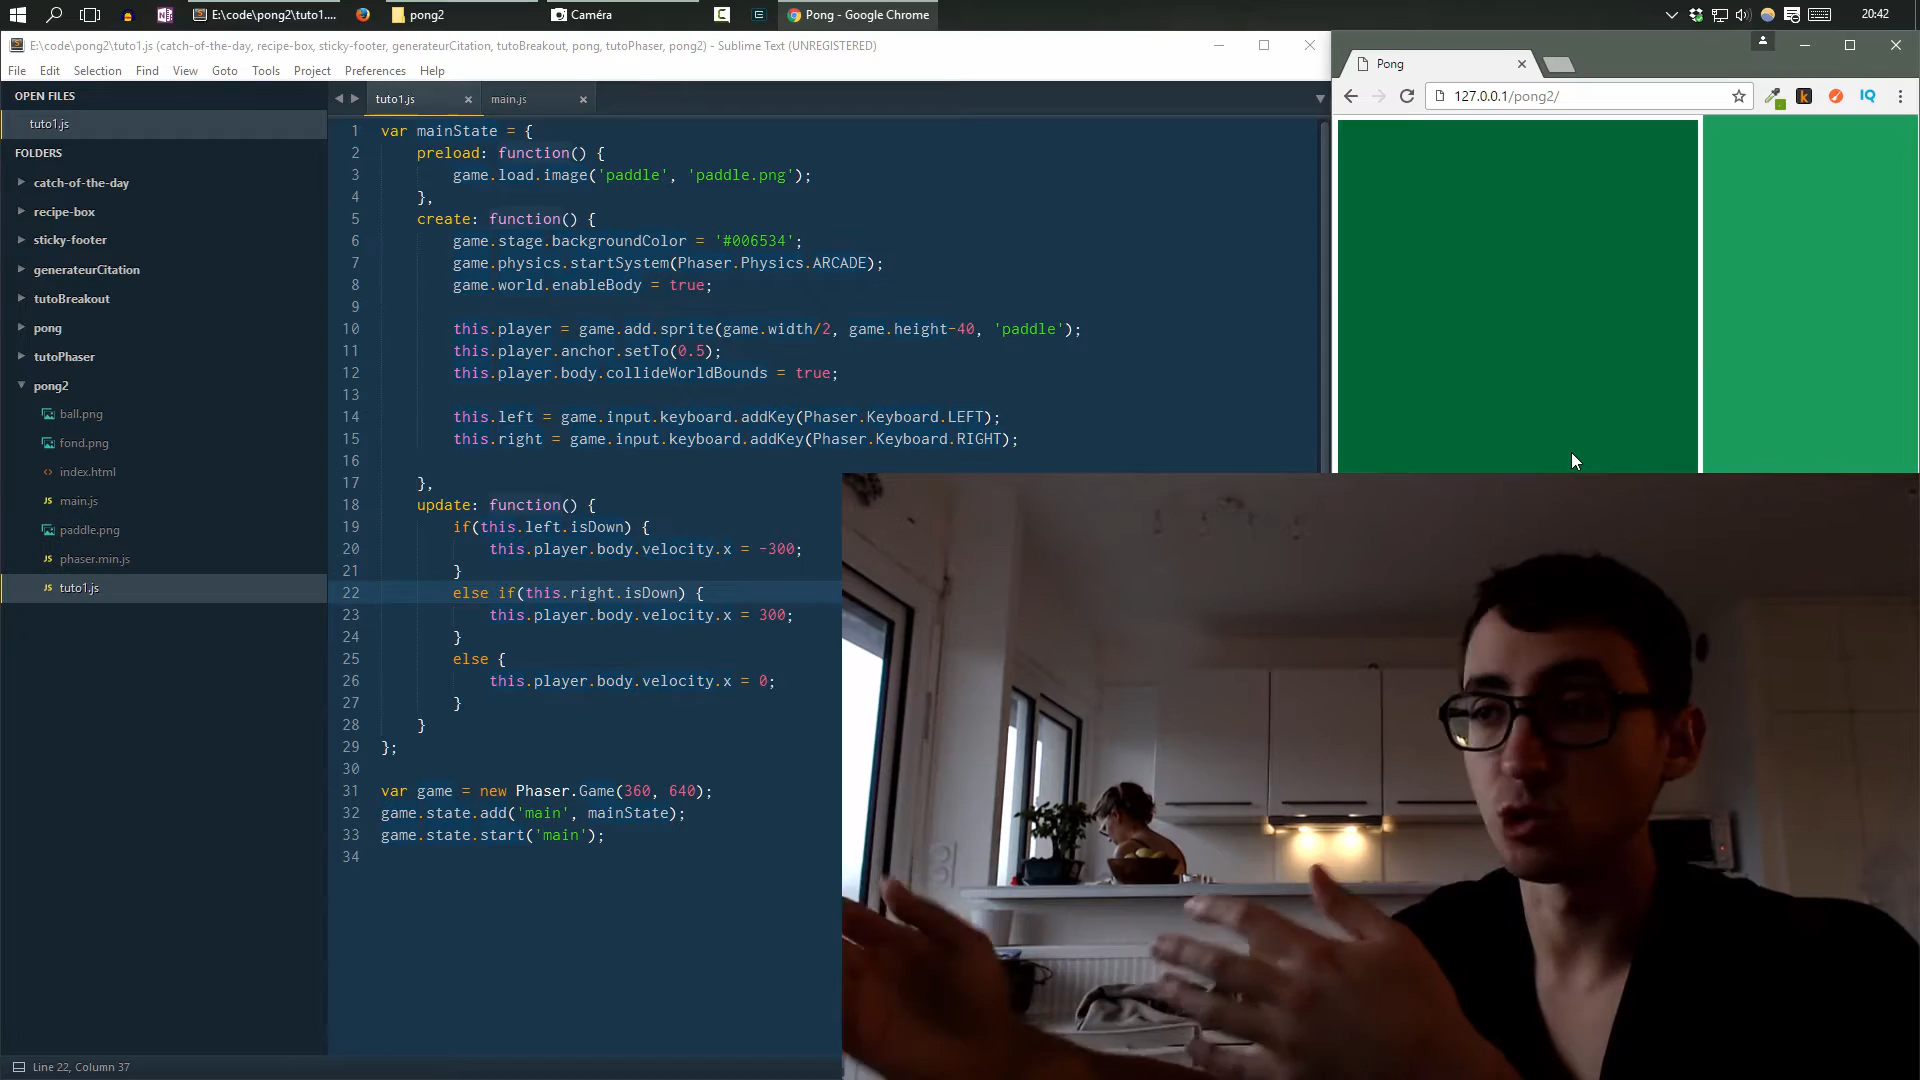 E:\code\pong2\tuto1....
pong2
Caméra
Pong - Google Chrome
20:42
E:\code\pong2\tuto1.js (catch-of-the-day, recipe-box, sticky-footer, generateurCitation, tutoBreakout, pong, tutoPhaser, pong2) - Sublime Text (UNREGISTERED)
File Edit Selection Find View Goto Tools Project Preferences Help
OPEN FILES
tuto1.js
FOLDERS
catch-of-the-day
recipe-box
sticky-footer
generateurCitation
tutoBreakout
pong
tutoPhaser
pong2
ball.png
fond.png
<> index.html
JS main.js
paddle.png
JS phaser.min.js
JS tuto1.js
tuto1.js main.js
1 var mainState = {
2 preload: function() {
3 game.load.image('paddle', 'paddle.png');
4 },
5 create: function() {
6 game.stage.backgroundColor = '#006534';
7 game.physics.startSystem(Phaser.Physics.ARCADE);
8 game.world.enableBody = true;
9
10 this.player = game.add.sprite(game.width/2, game.height-40, 'paddle');
11 this.player.anchor.setTo(0.5);
12 this.player.body.collideWorldBounds = true;
13
14 this.left = game.input.keyboard.addKey(Phaser.Keyboard.LEFT);
15 this.right = game.input.keyboard.addKey(Phaser.Keyboard.RIGHT);
16
17 },
18 update: function() {
19 if(this.left.isDown) {
20 this.player.body.velocity.x = -300;
21 }
22 else if(this.right.isDown) {
23 this.player.body.velocity.x = 300;
24 }
25 else {
26 this.player.body.velocity.x = 0;
27 }
28 }
29 };
30
31 var game = new Phaser.Game(360, 640);
32 game.state.add('main', mainState);
33 game.state.start('main');
34
Line 22, Column 37
Pong
127.0.0.1/pong2/
k
IQ